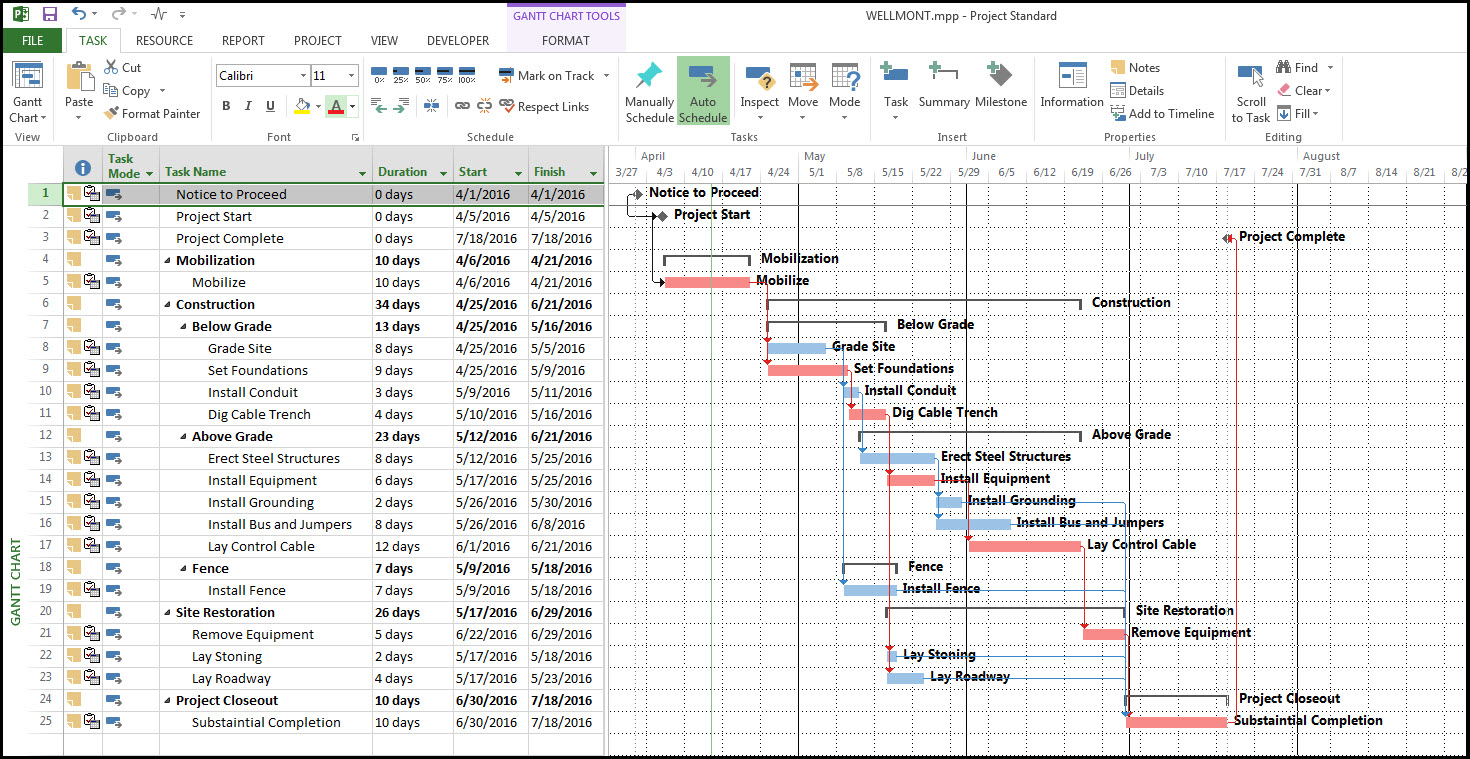 WELLMONT.mpp - Project Standard
GANTT CHART TOOLS
FILE TASK RESOURCE REPORT PROJECT VIEW DEVELOPER FORMAT
Gantt Chart
View
Paste
Cut
Copy
Format Painter
Clipboard
Calibri 11
B I U A
Font
0% 25% 50% 75% 100%
Mark on Track
Respect Links
Schedule
Manually Schedule
Auto Schedule
Inspect
Move
Mode
Tasks
Task
Summary
Milestone
Insert
Information
Notes
Details
Add to Timeline
Properties
Scroll to Task
Find
Clear
Fill
Editing
GANTT CHART
Task Mode Task Name Duration Start Finish
April May June July August
3/27 4/3 4/10 4/17 4/24 5/1 5/8 5/15 5/22 5/29 6/5 6/12 6/19 6/26 7/3 7/10 7/17 7/24 7/31 8/7 8/14 8/21 8/2
1 Notice to Proceed 0 days 4/1/2016 4/1/2016 Notice to Proceed
2 Project Start 0 days 4/5/2016 4/5/2016 Project Start
3 Project Complete 0 days 7/18/2016 7/18/2016 Project Complete
4 Mobilization 10 days 4/6/2016 4/21/2016 Mobilization
5 Mobilize 10 days 4/6/2016 4/21/2016 Mobilize
6 Construction 34 days 4/25/2016 6/21/2016 Construction
7 Below Grade 13 days 4/25/2016 5/16/2016 Below Grade
8 Grade Site 8 days 4/25/2016 5/5/2016 Grade Site
9 Set Foundations 9 days 4/25/2016 5/9/2016 Set Foundations
10 Install Conduit 3 days 5/9/2016 5/11/2016 Install Conduit
11 Dig Cable Trench 4 days 5/10/2016 5/16/2016 Dig Cable Trench
12 Above Grade 23 days 5/12/2016 6/21/2016 Above Grade
13 Erect Steel Structures 8 days 5/12/2016 5/25/2016 Erect Steel Structures
14 Install Equipment 6 days 5/17/2016 5/25/2016 Install Equipment
15 Install Grounding 2 days 5/26/2016 5/30/2016 Install Grounding
16 Install Bus and Jumpers 8 days 5/26/2016 6/8/2016 Install Bus and Jumpers
17 Lay Control Cable 12 days 6/1/2016 6/21/2016 Lay Control Cable
18 Fence 7 days 5/9/2016 5/18/2016 Fence
19 Install Fence 7 days 5/9/2016 5/18/2016 Install Fence
20 Site Restoration 26 days 5/17/2016 6/29/2016 Site Restoration
21 Remove Equipment 5 days 6/22/2016 6/29/2016 Remove Equipment
22 Lay Stoning 2 days 5/17/2016 5/18/2016 Lay Stoning
23 Lay Roadway 4 days 5/17/2016 5/23/2016 Lay Roadway
24 Project Closeout 10 days 6/30/2016 7/18/2016 Project Closeout
25 Substaintial Completion 10 days 6/30/2016 7/18/2016 Substaintial Completion